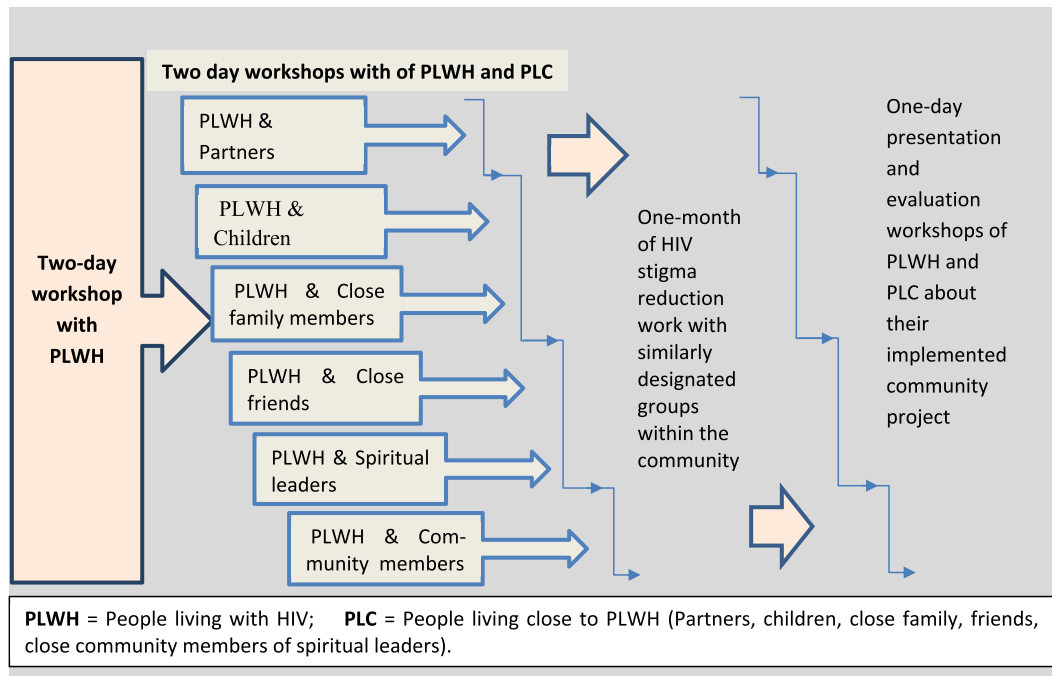 Two day workshops with of PLWH and PLC
Two-day
workshop
with
PLWH
PLWH &
Partners
PLWH &
Children
PLWH & Close
family members
PLWH & Close
friends
PLWH & Spiritual
leaders
PLWH & Com-
munity members
One-month
of HIV
stigma
reduction
work with
similarly
designated
groups
within the
community
One-day
presentation
and
evaluation
workshops of
PLWH and
PLC about
their
implemented
community
project
PLWH = People living with HIV; PLC = People living close to PLWH (Partners, children, close family, friends,
close community members of spiritual leaders).